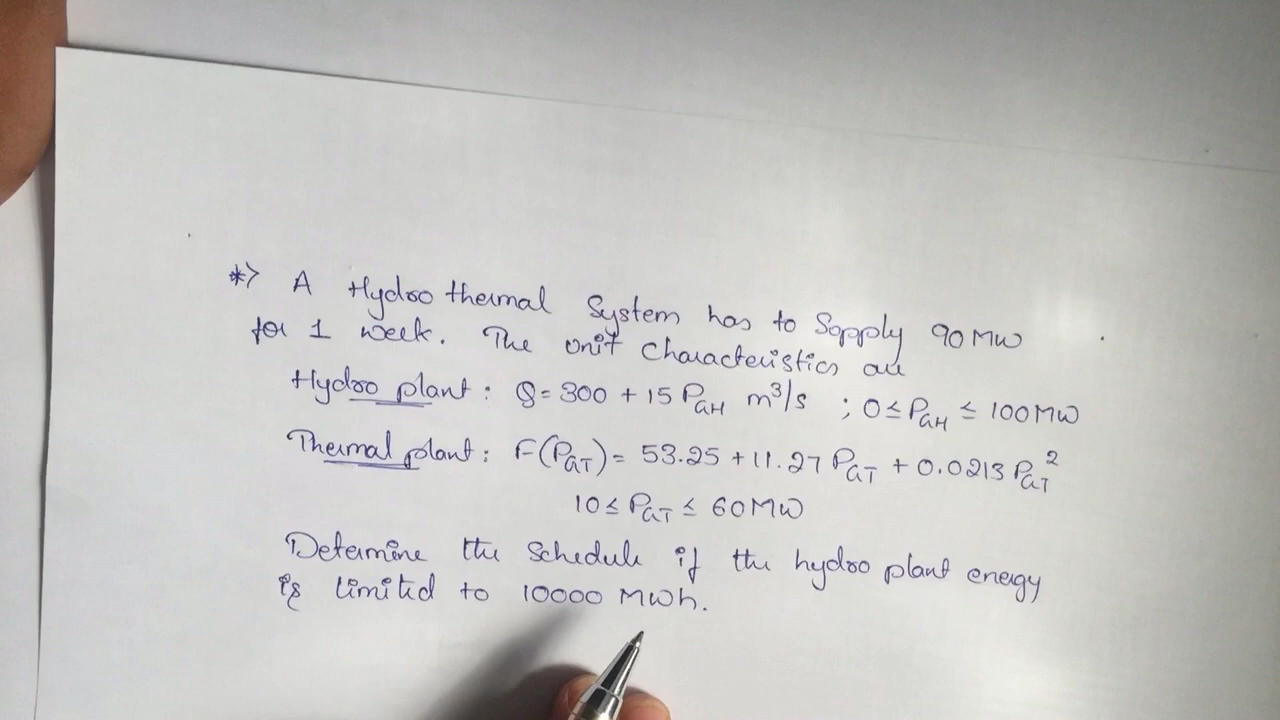 *> A Hydro thermal System has to Supply 90 MW
for 1 week. The Unit Characteristics are
Hydro plant : Q = 300 + 15 P_GH m³/s ; 0 ≤ P_GH ≤ 100 MW
Thermal plant : F(P_GT) = 53.25 + 11.27 P_GT + 0.0213 P_GT²
10 ≤ P_GT ≤ 60 MW
Determine the Schedule if the hydro plant energy
is limited to 10000 MWh.